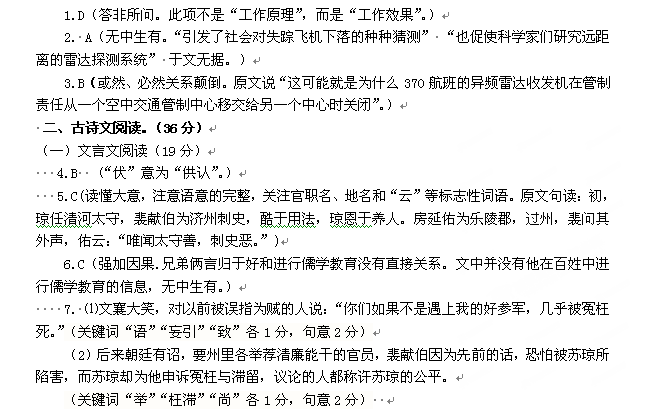 1.D（答非所问。此项不是“工作原理”，而是“工作效果”。）
2. A（无中生有。“引发了社会对失踪飞机下落的种种猜测” “也促使科学家们研究远距
离的雷达探测系统” 于文无据。）
3.B（或然、必然关系颠倒。原文说“这可能就是为什么 370 航班的异频雷达收发机在管制
责任从一个空中交通管制中心移交给另一个中心时关闭”。）
二、古诗文阅读。（36 分）
（一）文言文阅读（19 分）
4.B （“伏”意为“供认”。）
5.C(读懂大意，注意语意的完整，关注官职名、地名和“云”等标志性词语。原文句读：初，
琼任清河太守，裴献伯为济州刺史，酷于用法，琼恩于养人。房延佑为乐陵郡，过州，裴问其
外声，佑云：“唯闻太守善，刺史恶。”)
6.C（强加因果.兄弟俩言归于好和进行儒学教育没有直接关系。文中并没有他在百姓中进
行儒学教育的信息，无中生有。）
7. ⑴文襄大笑，对以前被误指为贼的人说：“你们如果不是遇上我的好参军，几乎被冤枉
死。”（关键词“语”“妄引”“致”各 1 分，句意 2 分）
（2）后来朝廷有诏，要州里各举荐清廉能干的官员，裴献伯因为先前的话，恐怕被苏琼所
陷害，而苏琼却为他申诉冤枉与滞留，议论的人都称许苏琼的公平。
（关键词“举”“枉滞”“尚”各 1 分，句意 2 分）